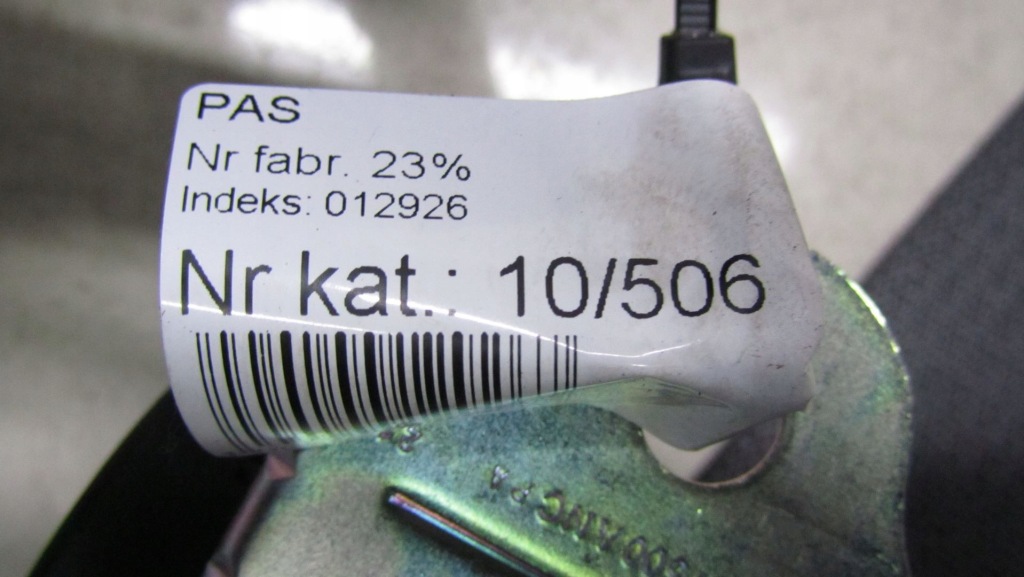 PAS
Nr fabr. 23%
Indeks: 012926
Nr kat.: 10/506